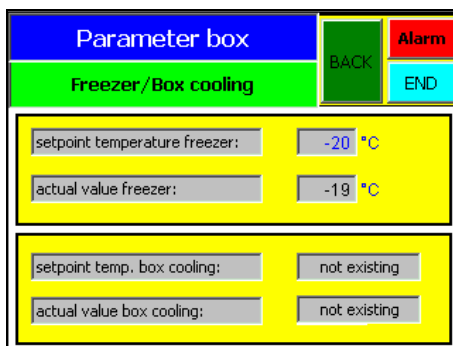 Parameter box
BACK
Alarm
Freezer/Box cooling
END
setpoint temperature freezer: -20 °C
actual value freezer: -19 °C
setpoint temp. box cooling: not existing
actual value box cooling: not existing